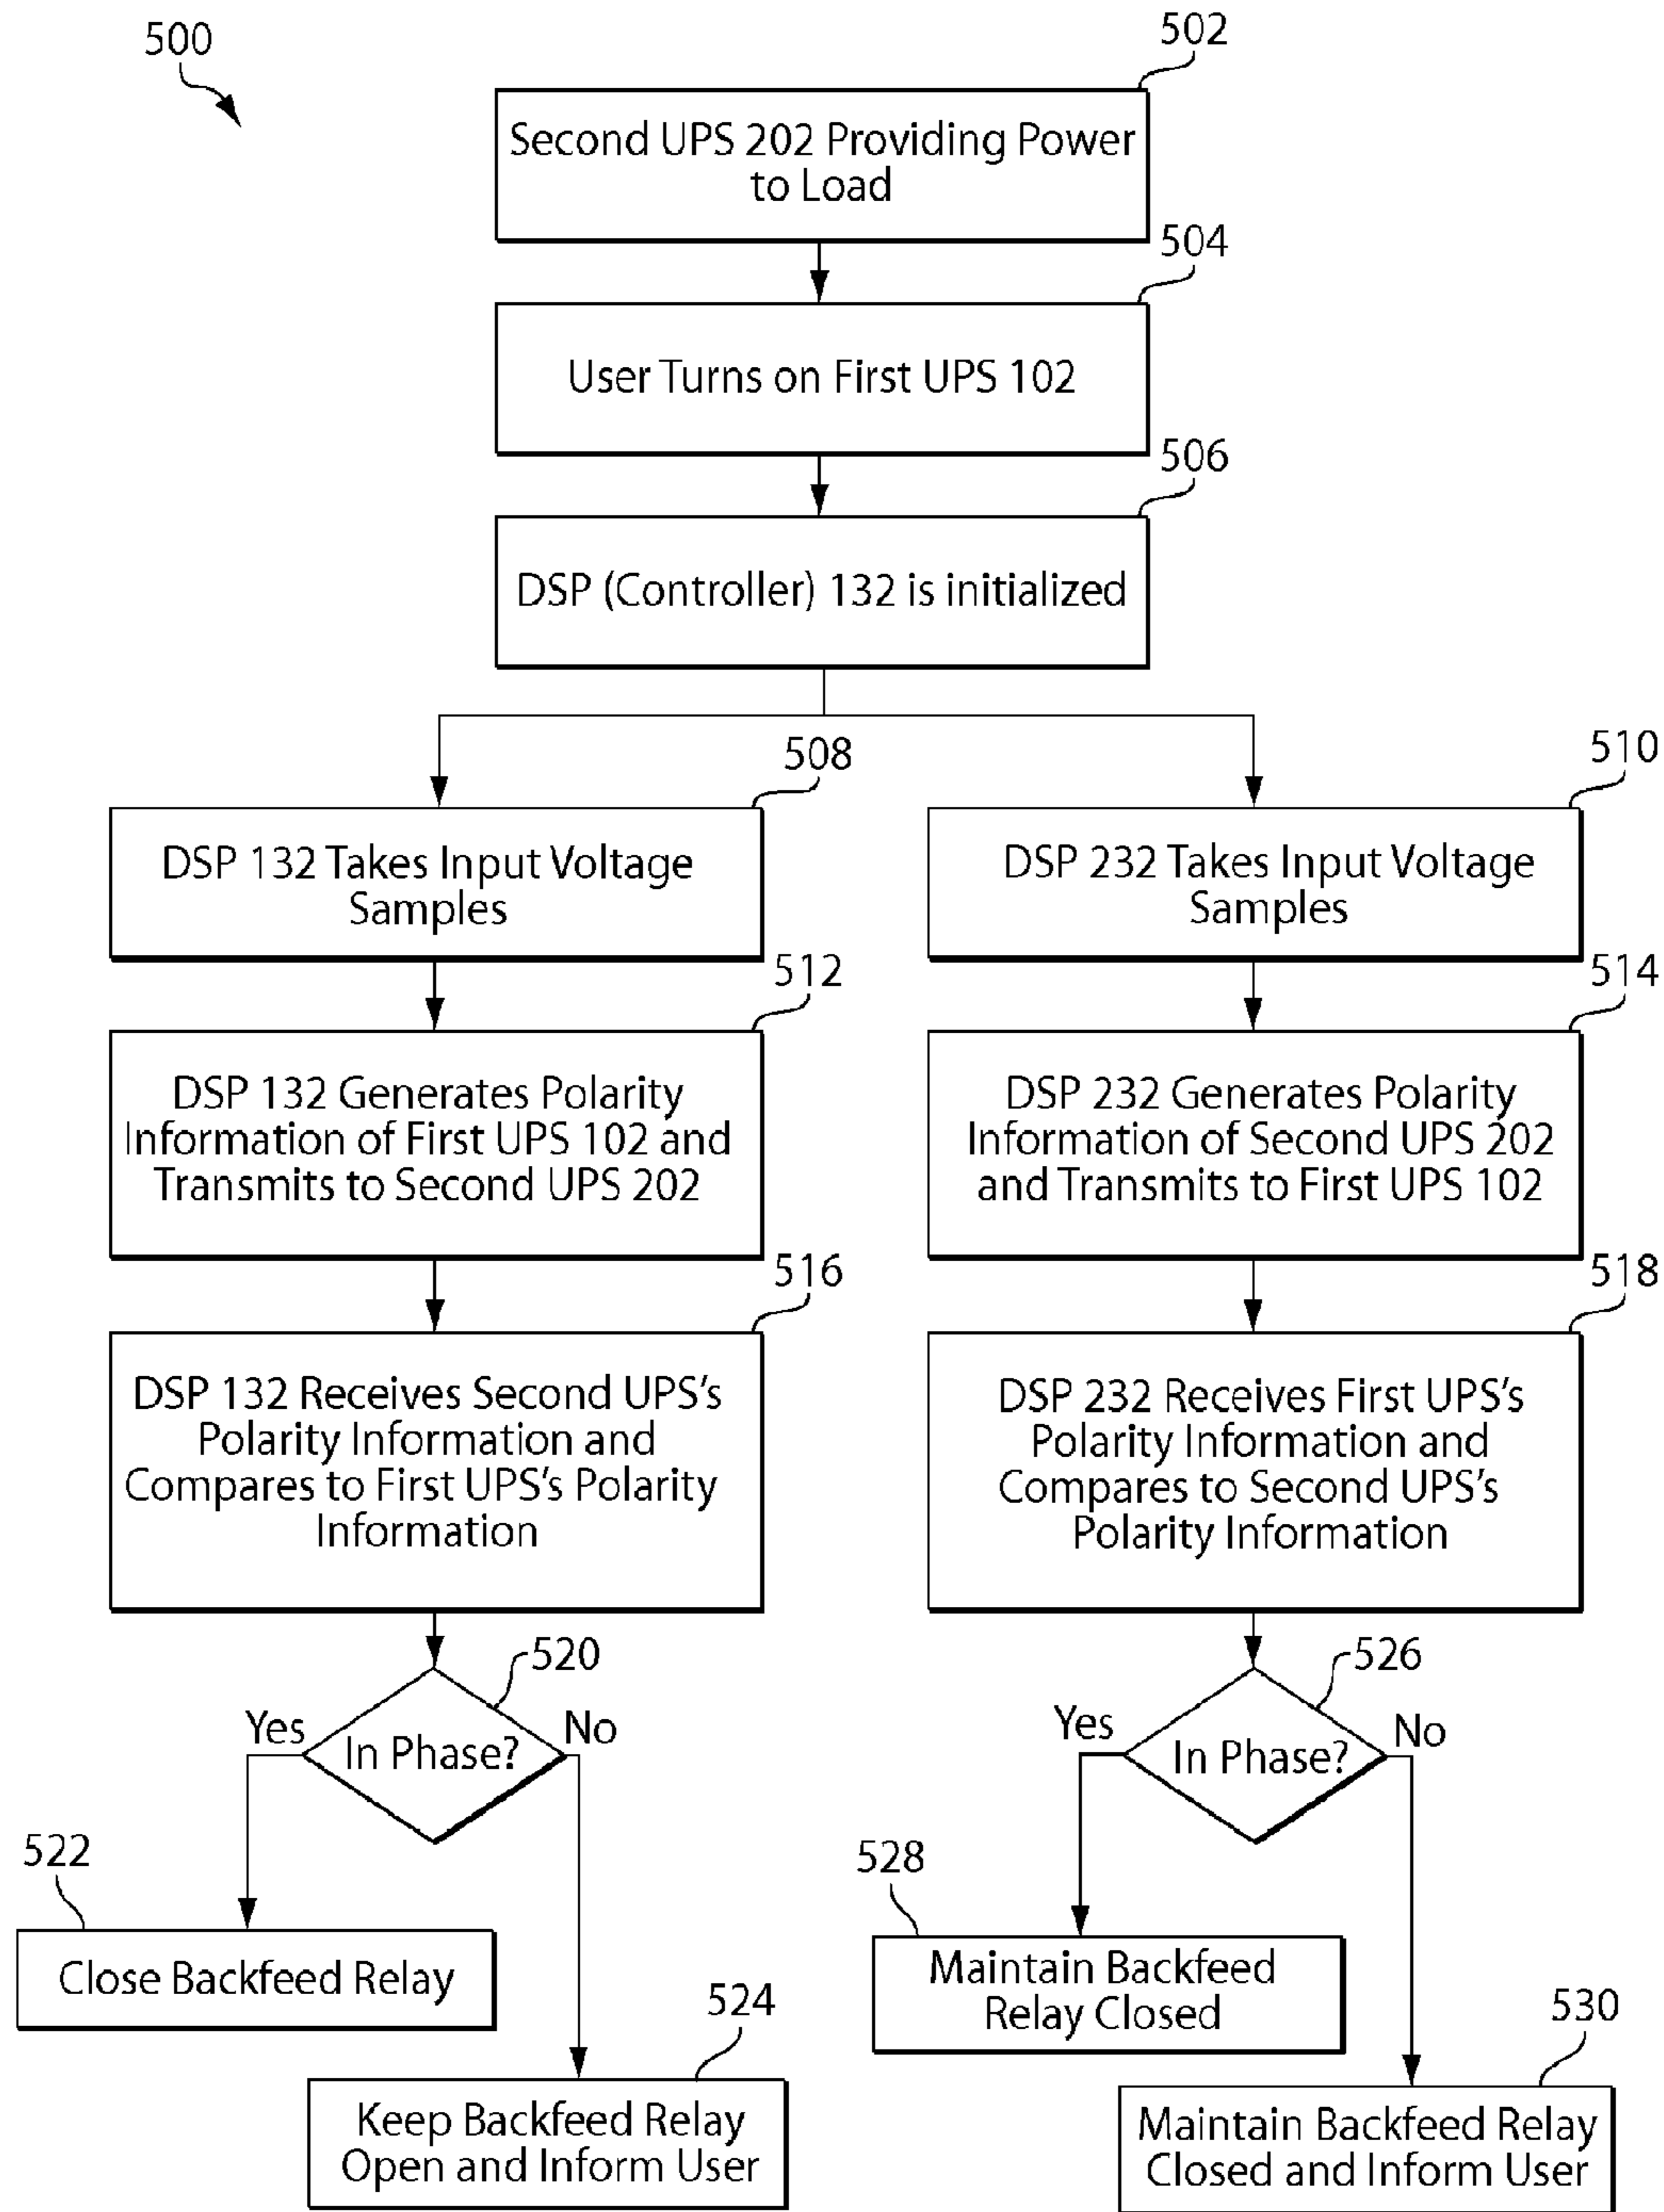 500
502
Second UPS 202 Providing Power
to Load
504
User Turns on First UPS 102
506
DSP (Controller) 132 is initialized
508
DSP 132 Takes Input Voltage
Samples
510
DSP 232 Takes Input Voltage
Samples
512
DSP 132 Generates Polarity
Information of First UPS 102 and
Transmits to Second UPS 202
514
DSP 232 Generates Polarity
Information of Second UPS 202
and Transmits to First UPS 102
516
DSP 132 Receives Second UPS's
Polarity Information and
Compares to First UPS's Polarity
Information
518
DSP 232 Receives First UPS's
Polarity Information and
Compares to Second UPS's
Polarity Information
520
Yes
In Phase?
No
526
Yes
In Phase?
No
522
Close Backfeed Relay
524
Keep Backfeed Relay
Open and Inform User
528
Maintain Backfeed
Relay Closed
530
Maintain Backfeed Relay
Closed and Inform User